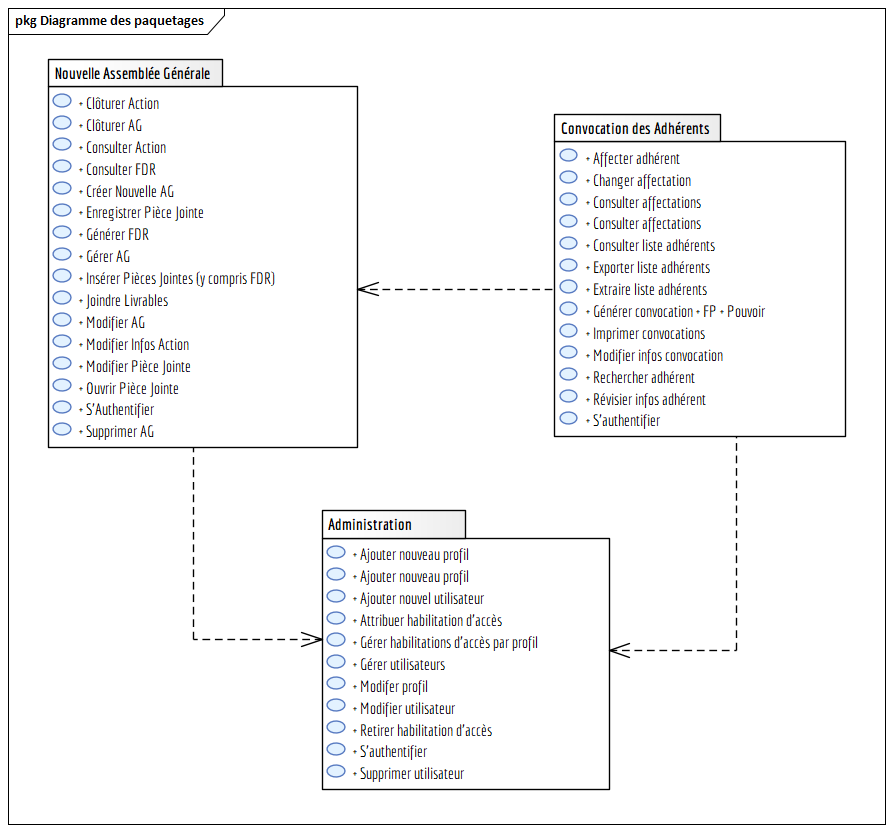 pkg Diagramme des paquetages
Nouvelle Assemblée Générale
+ Clôturer Action
+ Clôturer AG
+ Consulter Action
+ Consulter FDR
+ Créer Nouvelle AG
+ Enregistrer Pièce Jointe
+ Générer FDR
+ Gérer AG
+ Insérer Pièces Jointes (y compris FDR)
+ Joindre Livrables
+ Modifier AG
+ Modifier Infos Action
+ Modifier Pièce Jointe
+ Ouvrir Pièce Jointe
+ S'Authentifier
+ Supprimer AG
Convocation des Adhérents
+ Affecter adhérent
+ Changer affectation
+ Consulter affectations
+ Consulter affectations
+ Consulter liste adhérents
+ Exporter liste adhérents
+ Extraire liste adhérents
+ Générer convocation + FP + Pouvoir
+ Imprimer convocations
+ Modifier infos convocation
+ Rechercher adhérent
+ Révisier infos adhérent
+ S'authentifier
Administration
+ Ajouter nouveau profil
+ Ajouter nouveau profil
+ Ajouter nouvel utilisateur
+ Attribuer habilitation d'accès
+ Gérer habilitations d'accès par profil
+ Gérer utilisateurs
+ Modifer profil
+ Modifier utilisateur
+ Retirer habilitation d'accès
+ S'authentifier
+ Supprimer utilisateur